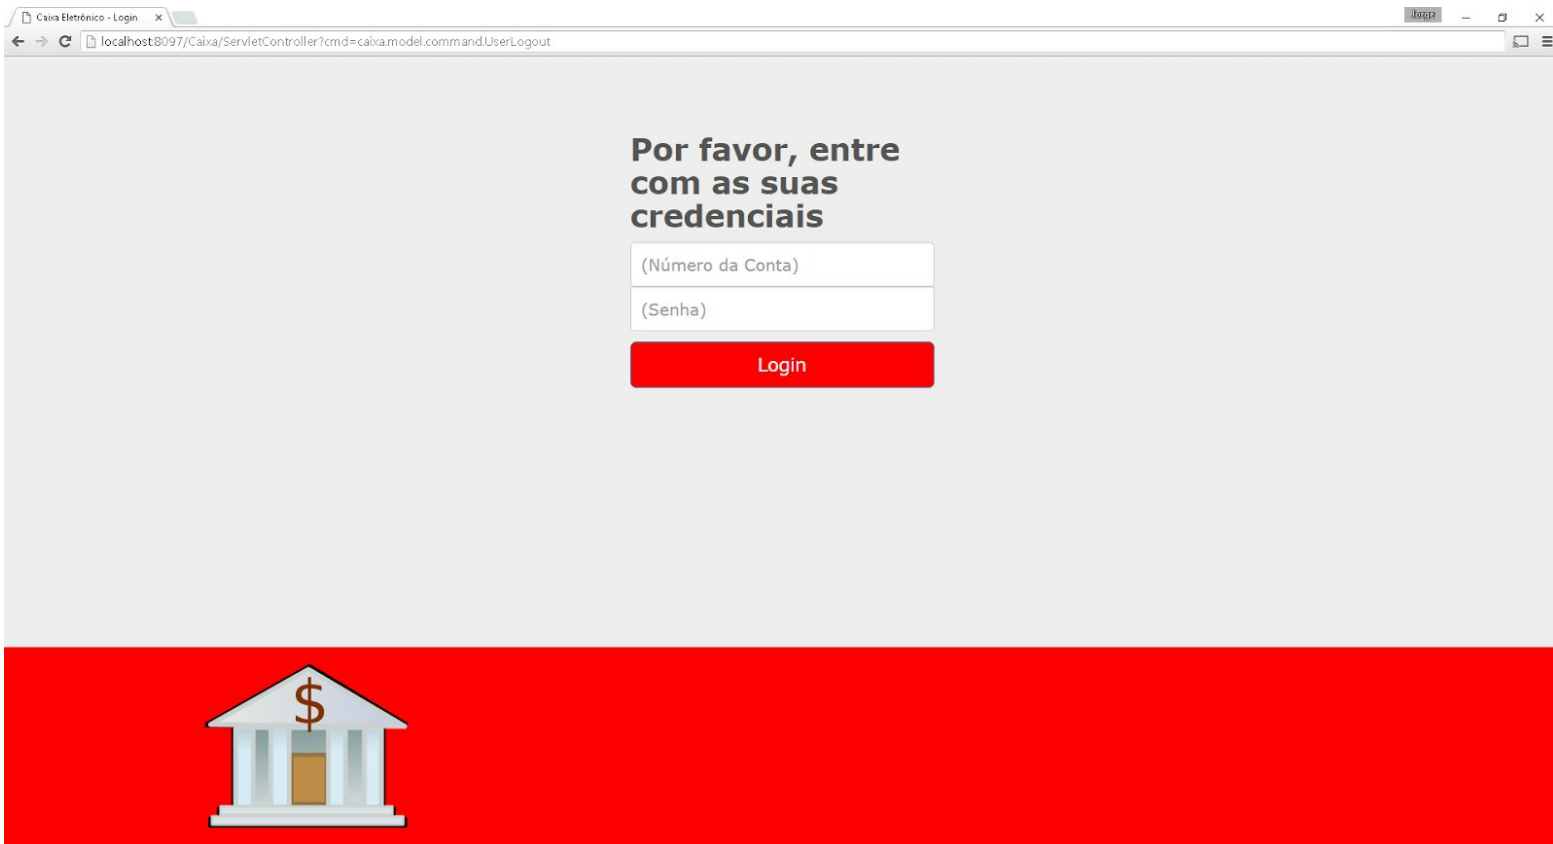 Caixa Eletrônico - Login
Jorge
localhost:8097/Caixa/ServletController?cmd=caixa.model.command.UserLogout
Por favor, entre
com as suas
credenciais
(Número da Conta)
(Senha)
Login
$